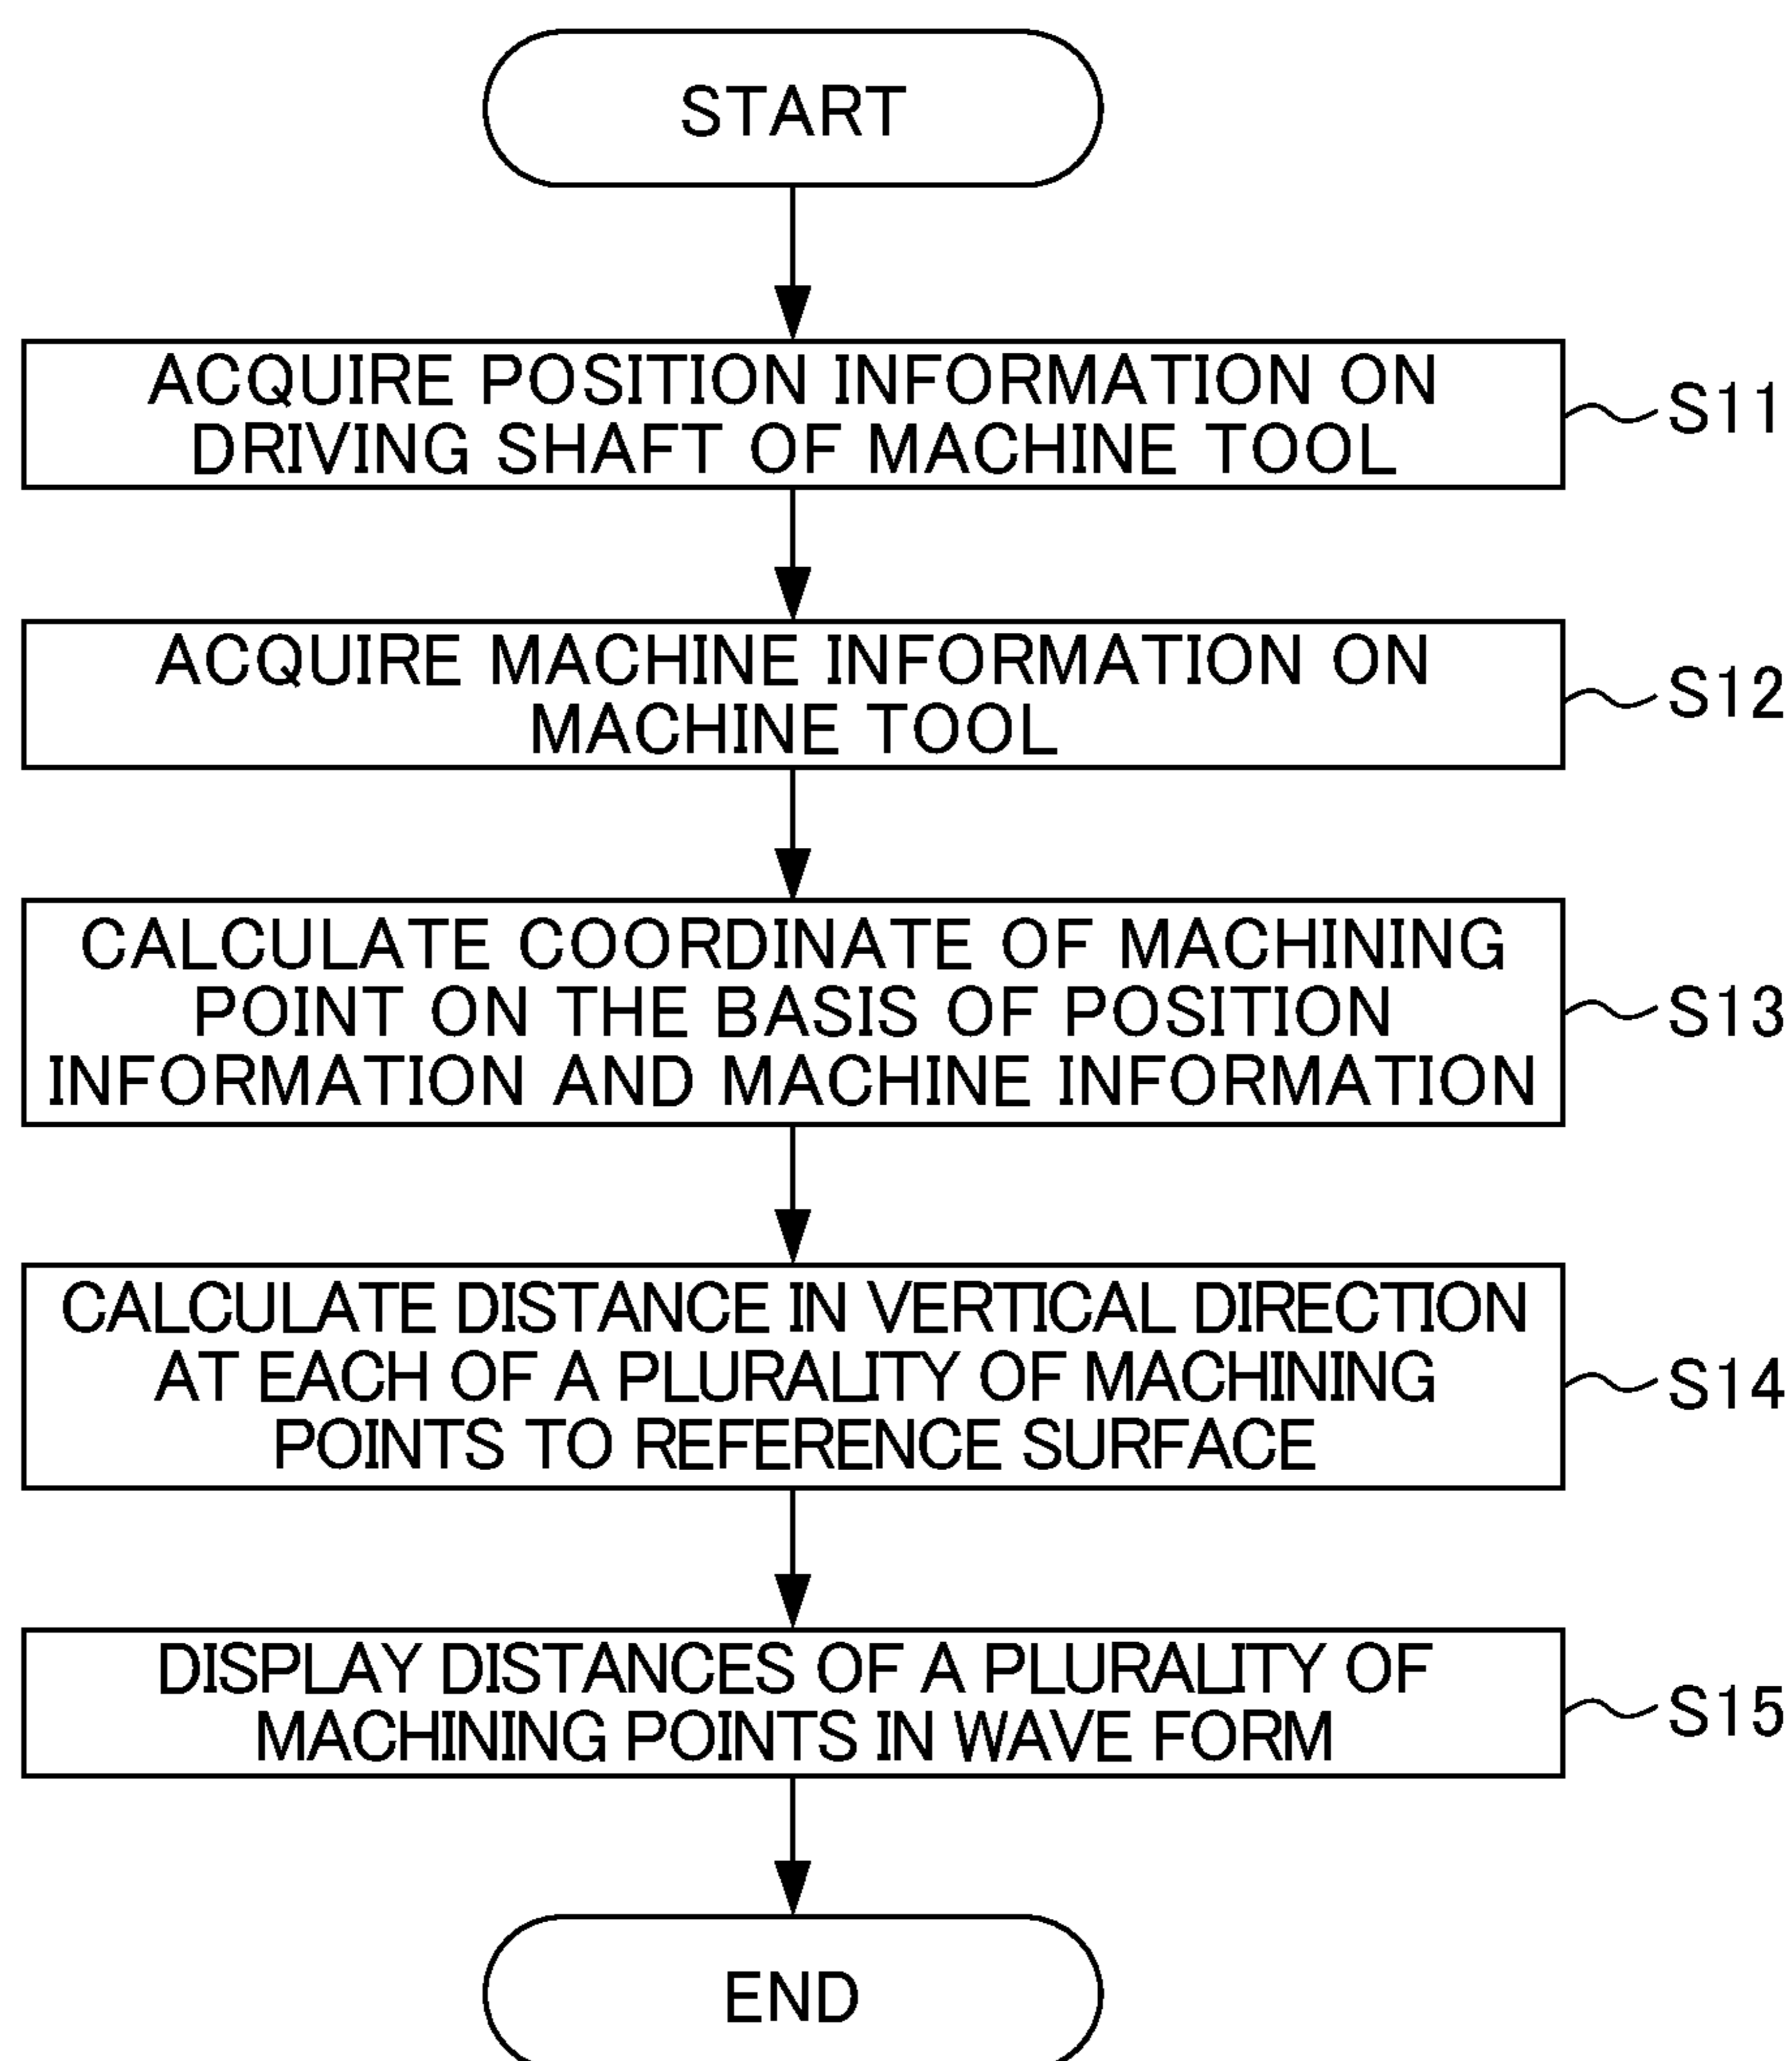 START
ACQUIRE POSITION INFORMATION ON
DRIVING SHAFT OF MACHINE TOOL
S11
ACQUIRE MACHINE INFORMATION ON
MACHINE TOOL
S12
CALCULATE COORDINATE OF MACHINING
POINT ON THE BASIS OF POSITION
INFORMATION AND MACHINE INFORMATION
S13
CALCULATE DISTANCE IN VERTICAL DIRECTION
AT EACH OF A PLURALITY OF MACHINING
POINTS TO REFERENCE SURFACE
S14
DISPLAY DISTANCES OF A PLURALITY OF
MACHINING POINTS IN WAVE FORM
S15
END